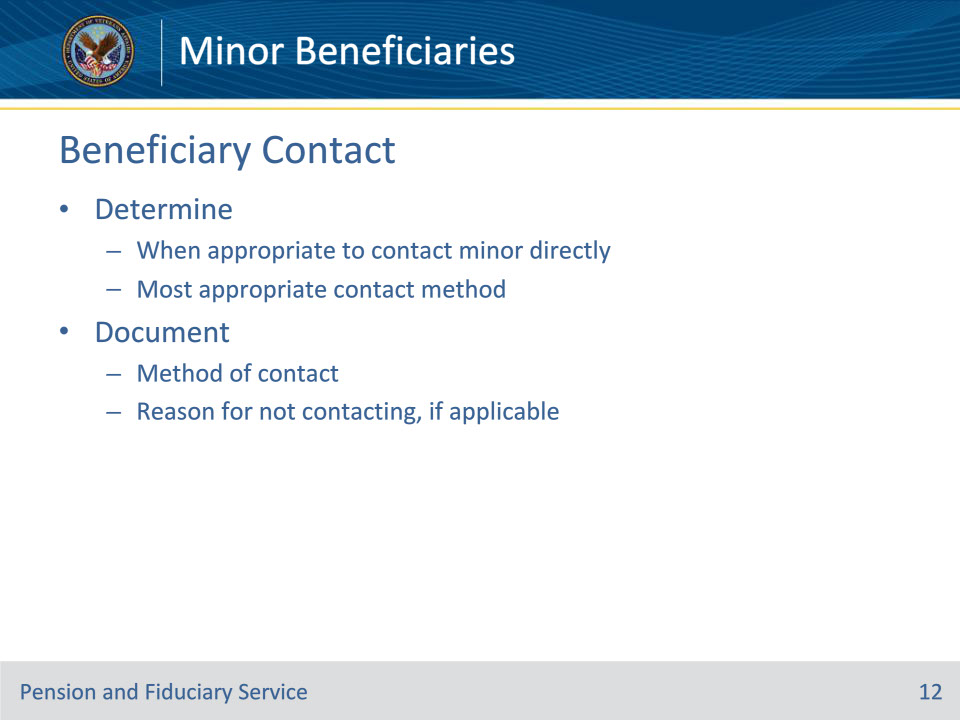 Minor Beneficiaries
Beneficiary Contact
• Determine
– When appropriate to contact minor directly
– Most appropriate contact method
• Document
– Method of contact
– Reason for not contacting, if applicable
Pension and Fiduciary Service
12